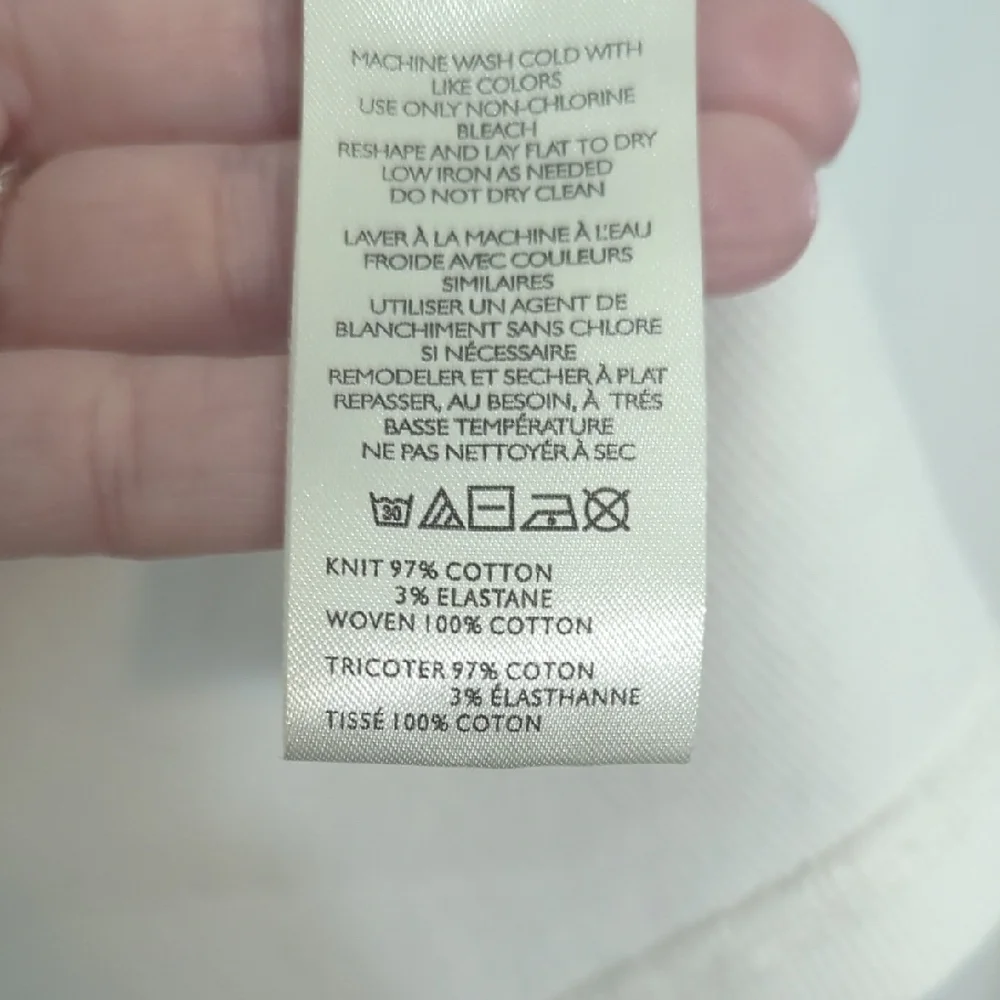 MACHINE WASH COLD WITH
LIKE COLORS
USE ONLY NON-CHLORINE
BLEACH
RESHAPE AND LAY FLAT TO DRY
LOW IRON AS NEEDED
DO NOT DRY CLEAN
LAVER À LA MACHINE À L'EAU
FROIDE AVEC COULEURS
SIMILAIRES
UTILISER UN AGENT DE
BLANCHIMENT SANS CHLORE
SI NÉCESSAIRE
REMODELER ET SECHER À PLAT
REPASSER, AU BESOIN, À TRÉS
BASSE TEMPÉRATURE
NE PAS NETTOYÉR À SEC
30
KNIT 97% COTTON
3% ELASTANE
WOVEN 100% COTTON
TRICOTER 97% COTON
3% ÉLASTHANNE
TISSÉ 100% COTON